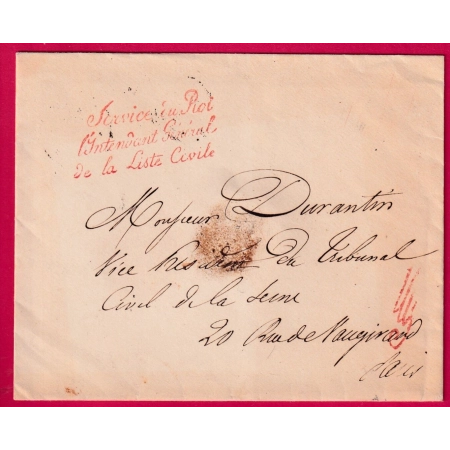 Service du Roi
l'Intendant Général
de la Liste Civile
Monsieur Durantin
Vice Président du Tribunal
Civil de la Seine
20 Rue de Vaugirard
Paris